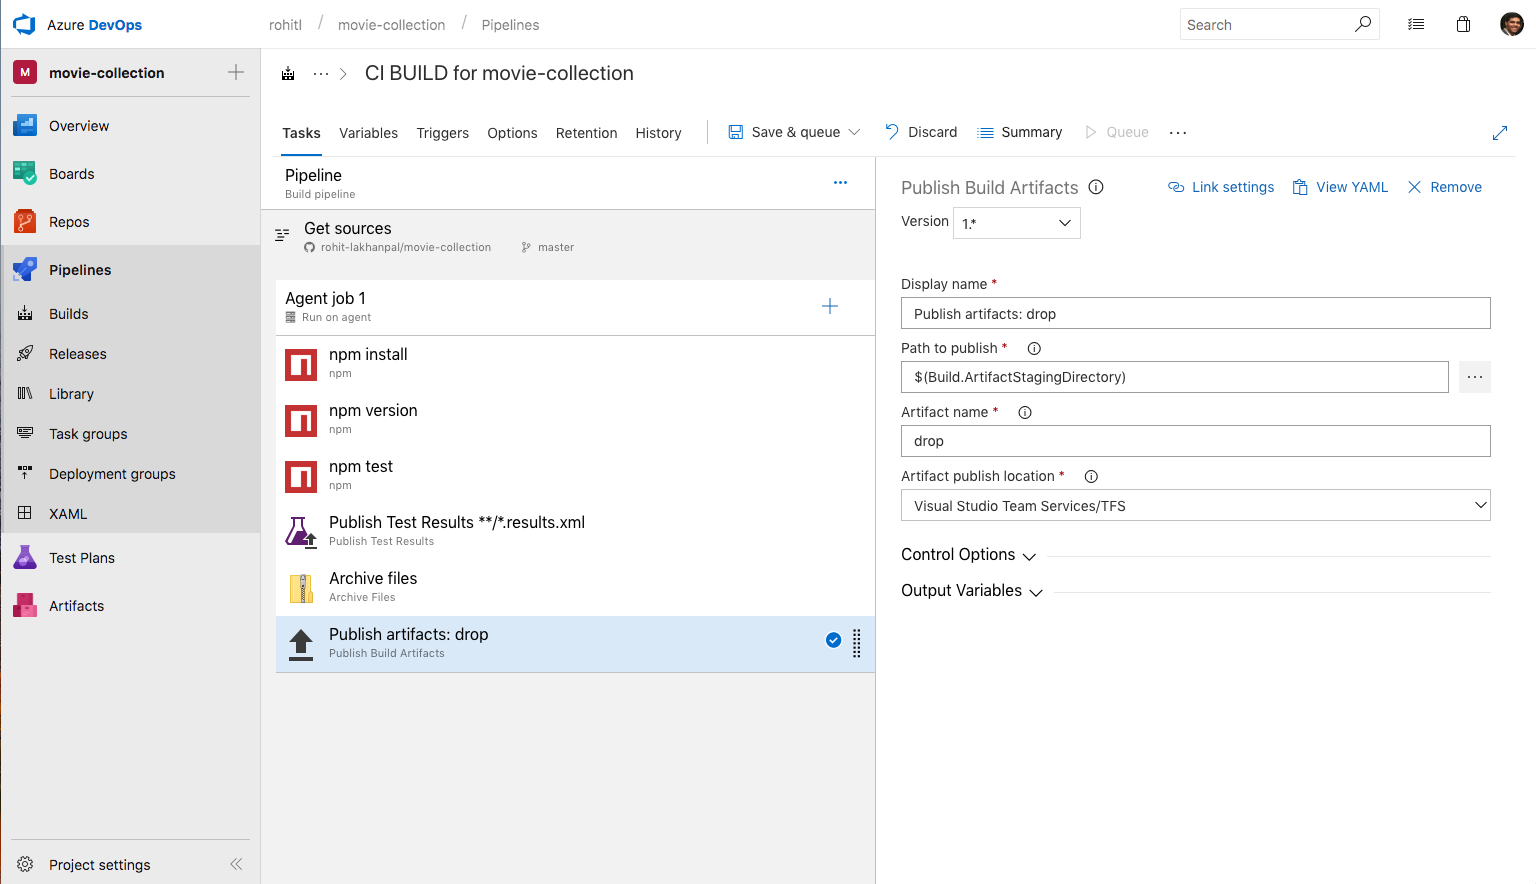 Azure DevOps
rohitl / movie-collection / Pipelines
Search
M movie-collection
Overview
Boards
Repos
Pipelines
Builds
Releases
Library
Task groups
Deployment groups
XAML
Test Plans
Artifacts
Project settings
··· > CI BUILD for movie-collection
Tasks Variables Triggers Options Retention History Save & queue Discard Summary Queue ···
Pipeline
Build pipeline
Get sources
rohit-lakhanpal/movie-collection master
Agent job 1
Run on agent
npm install
npm
npm version
npm
npm test
npm
Publish Test Results **/*.results.xml
Publish Test Results
Archive files
Archive Files
Publish artifacts: drop
Publish Build Artifacts
Publish Build Artifacts Link settings View YAML Remove
Version 1.*
Display name *
Publish artifacts: drop
Path to publish *
$(Build.ArtifactStagingDirectory)
Artifact name *
drop
Artifact publish location *
Visual Studio Team Services/TFS
Control Options
Output Variables